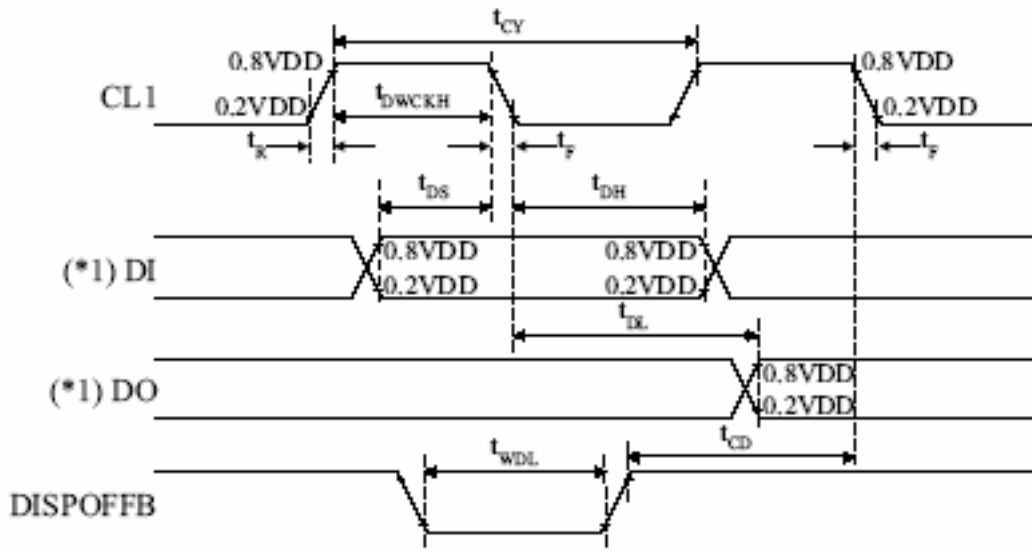 tCY
0.8VDD
0.8VDD
CL1
tDWCKH
0.2VDD
0.2VDD
tR
tF
tF
tDS
tDH
0.8VDD
0.8VDD
(*1) DI
0.2VDD
0.2VDD
tDL
(*1) DO
0.8VDD
0.2VDD
tCD
tWDL
DISPOFFB